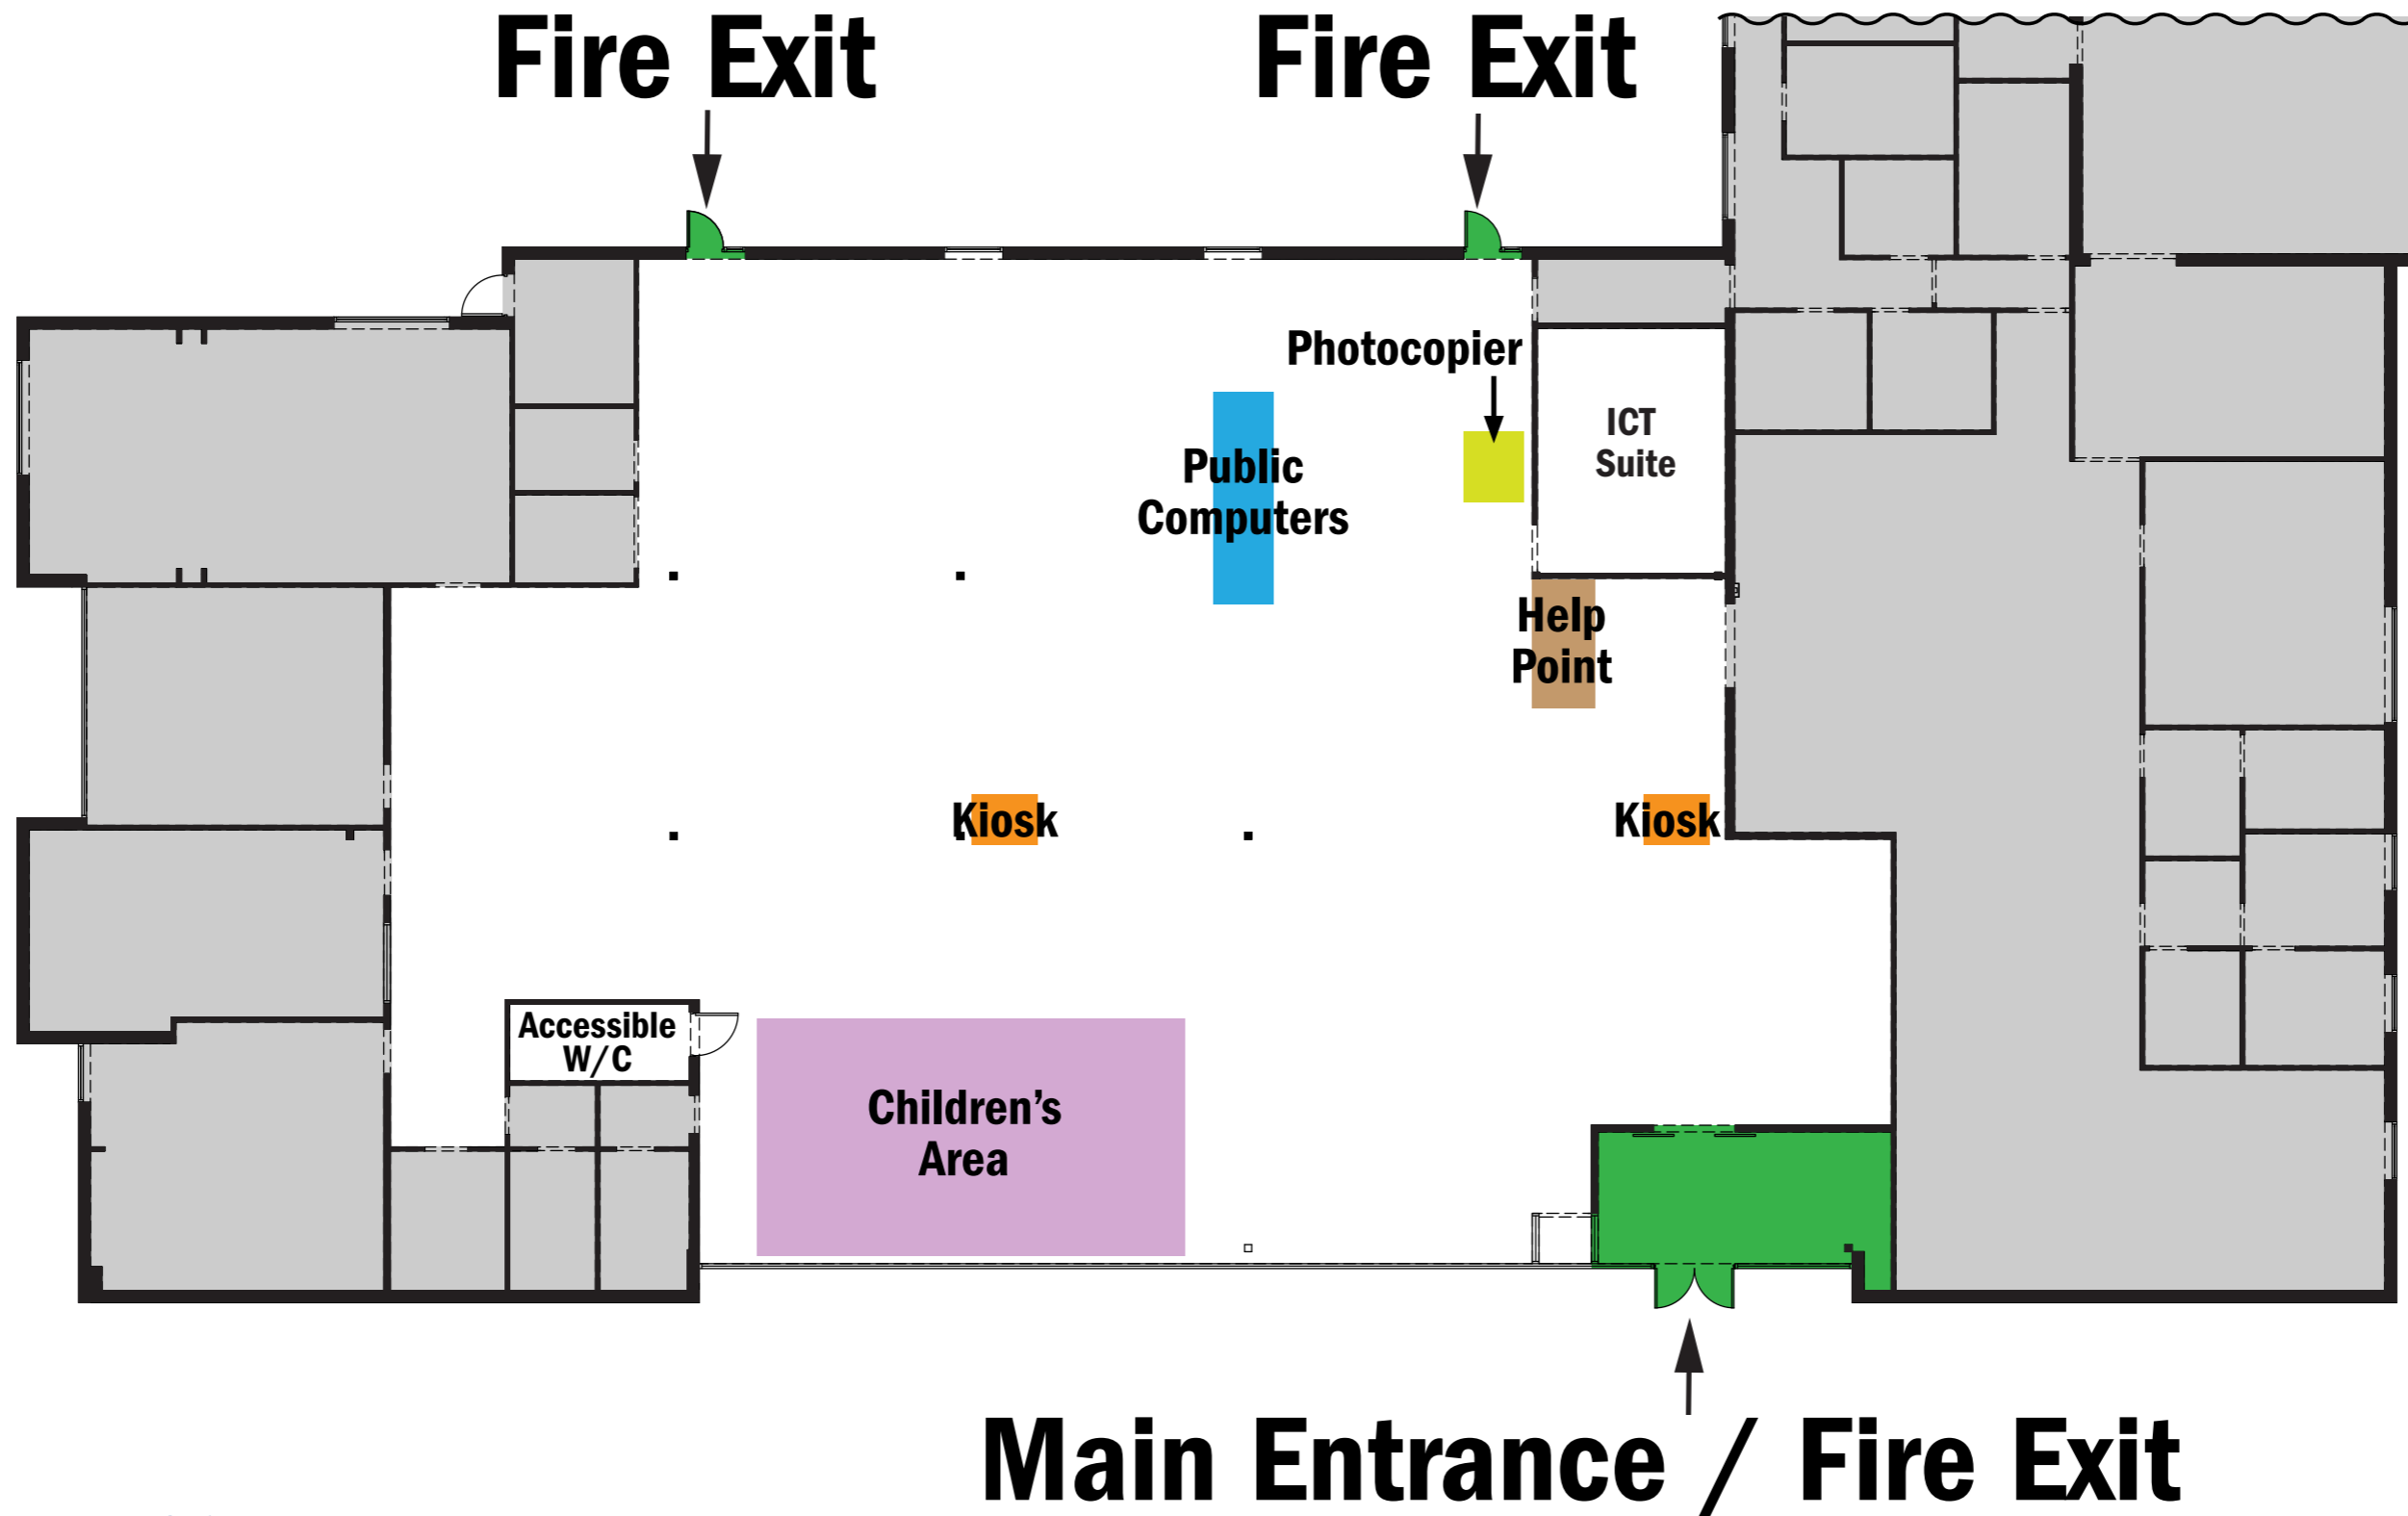 Fire Exit
Fire Exit
Photocopier
ICT
Suite
Public
Computers
Help
Point
Kiosk
Kiosk
Accessible
W/C
Children’s
Area
Main Entrance / Fire Exit